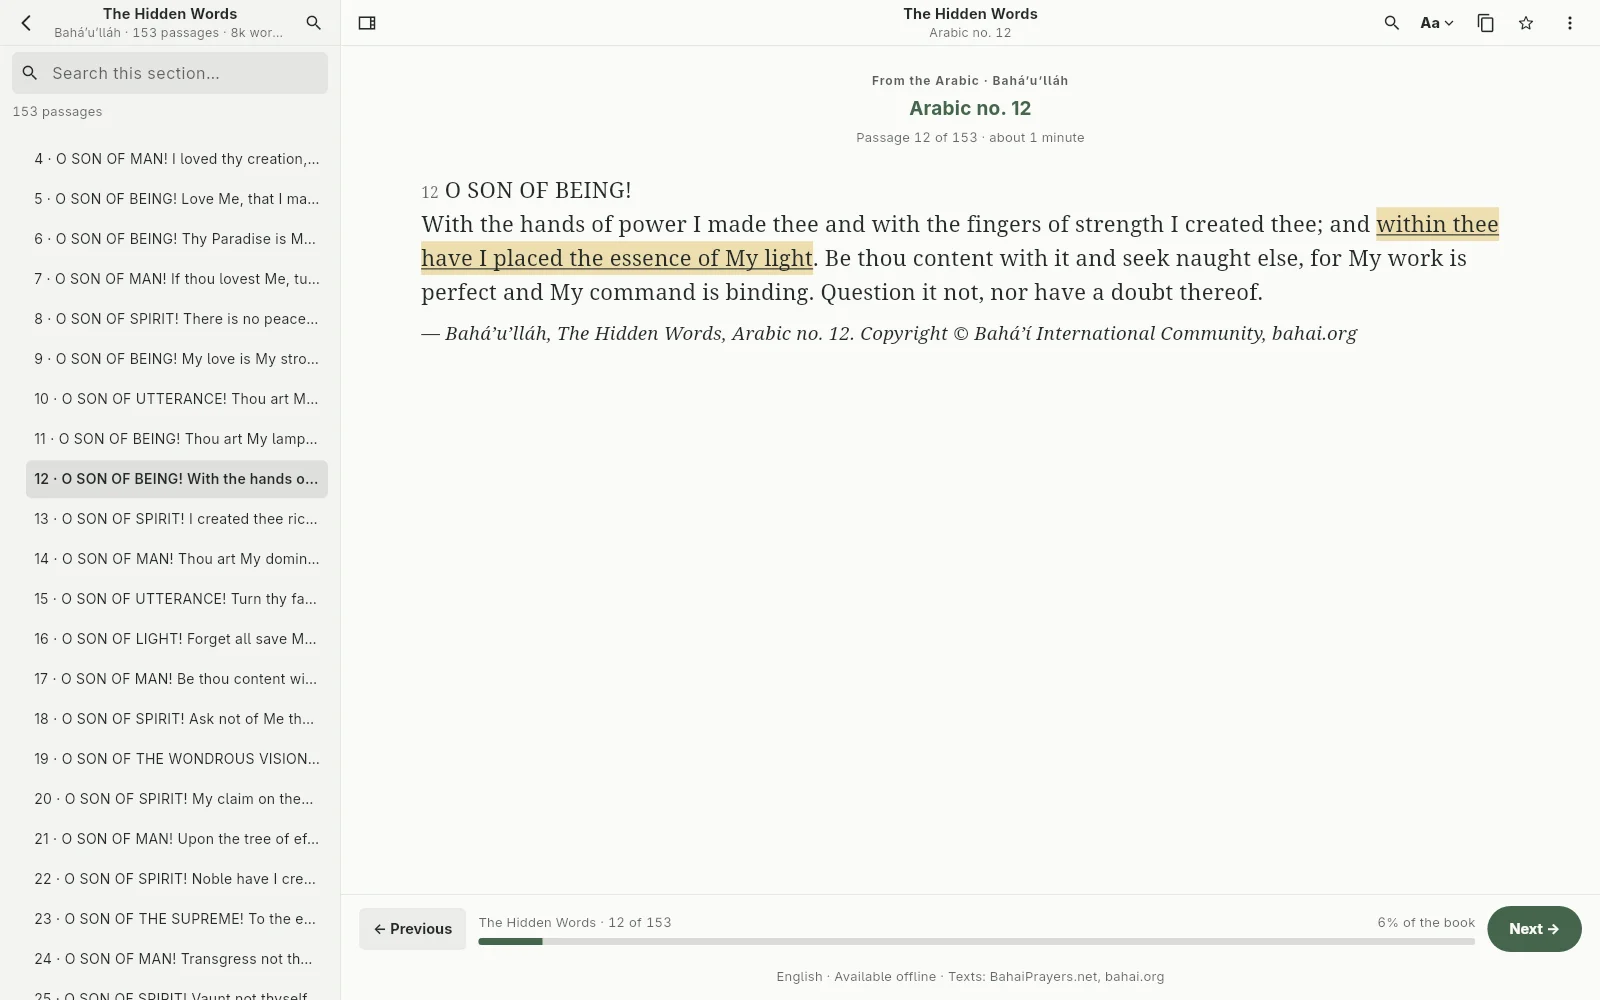 The Hidden Words
Bahá’u’lláh · 153 passages · 8k wor...
Search this section...
153 passages
4 · O SON OF MAN! I loved thy creation,...
5 · O SON OF BEING! Love Me, that I ma...
6 · O SON OF BEING! Thy Paradise is M...
7 · O SON OF MAN! If thou lovest Me, tu...
8 · O SON OF SPIRIT! There is no peace...
9 · O SON OF BEING! My love is My stro...
10 · O SON OF UTTERANCE! Thou art M...
11 · O SON OF BEING! Thou art My lamp...
12 · O SON OF BEING! With the hands o...
13 · O SON OF SPIRIT! I created thee ric...
14 · O SON OF MAN! Thou art My domin...
15 · O SON OF UTTERANCE! Turn thy fa...
16 · O SON OF LIGHT! Forget all save M...
17 · O SON OF MAN! Be thou content wi...
18 · O SON OF SPIRIT! Ask not of Me th...
19 · O SON OF THE WONDROUS VISION...
20 · O SON OF SPIRIT! My claim on the...
21 · O SON OF MAN! Upon the tree of ef...
22 · O SON OF SPIRIT! Noble have I cre...
23 · O SON OF THE SUPREME! To the e...
24 · O SON OF MAN! Transgress not th...
25 · O SON OF SPIRIT! Vaunt not thyself
The Hidden Words
Arabic no. 12
Aa
From the Arabic · Bahá’u’lláh
Arabic no. 12
Passage 12 of 153 · about 1 minute
12 O SON OF BEING!
With the hands of power I made thee and with the fingers of strength I created thee; and within thee
have I placed the essence of My light. Be thou content with it and seek naught else, for My work is
perfect and My command is binding. Question it not, nor have a doubt thereof.
— Bahá’u’lláh, The Hidden Words, Arabic no. 12. Copyright © Bahá’í International Community, bahai.org
← Previous
The Hidden Words · 12 of 153
6% of the book
Next →
English · Available offline · Texts: BahaiPrayers.net, bahai.org